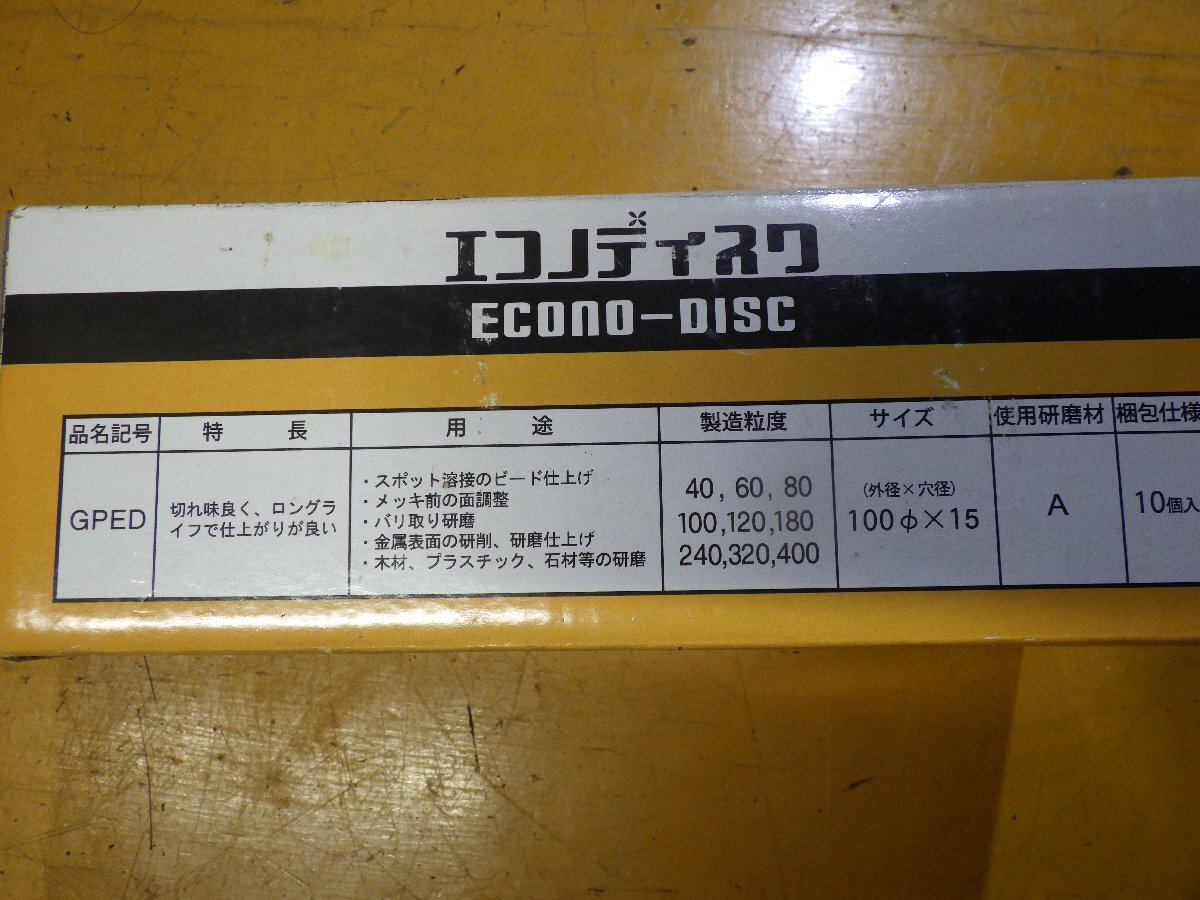 エコノディスク
ECONO-DISC
品名記号 特 長 用 途 製造粒度 サイズ 使用研磨材 梱包仕様
GPED
切れ味良く、ロングラ
イフで仕上がりが良い
・スポット溶接のビード仕上げ
・メッキ前の面調整
・バリ取り研磨
・金属表面の研削、研磨仕上げ
・木材、プラスチック、石材等の研磨
40, 60, 80
100,120,180
240,320,400
(外径×穴径)
100φ×15
A
10個入